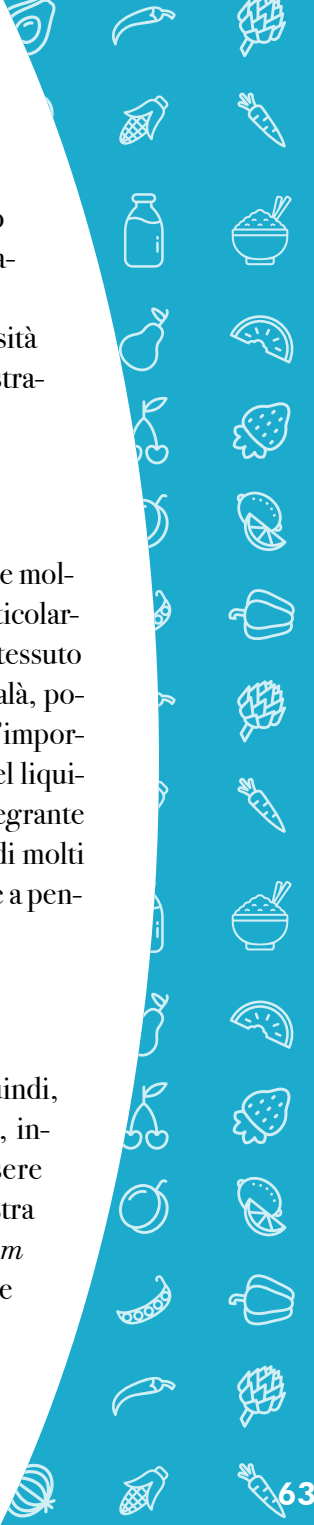 o
a-
sità
stra-
e mol-
ticolar-
tessuto
alà, po-
'impor-
el liqui-
egrante
di molti
e a pen-
uindi,
, in-
sere
stra
m
e
63